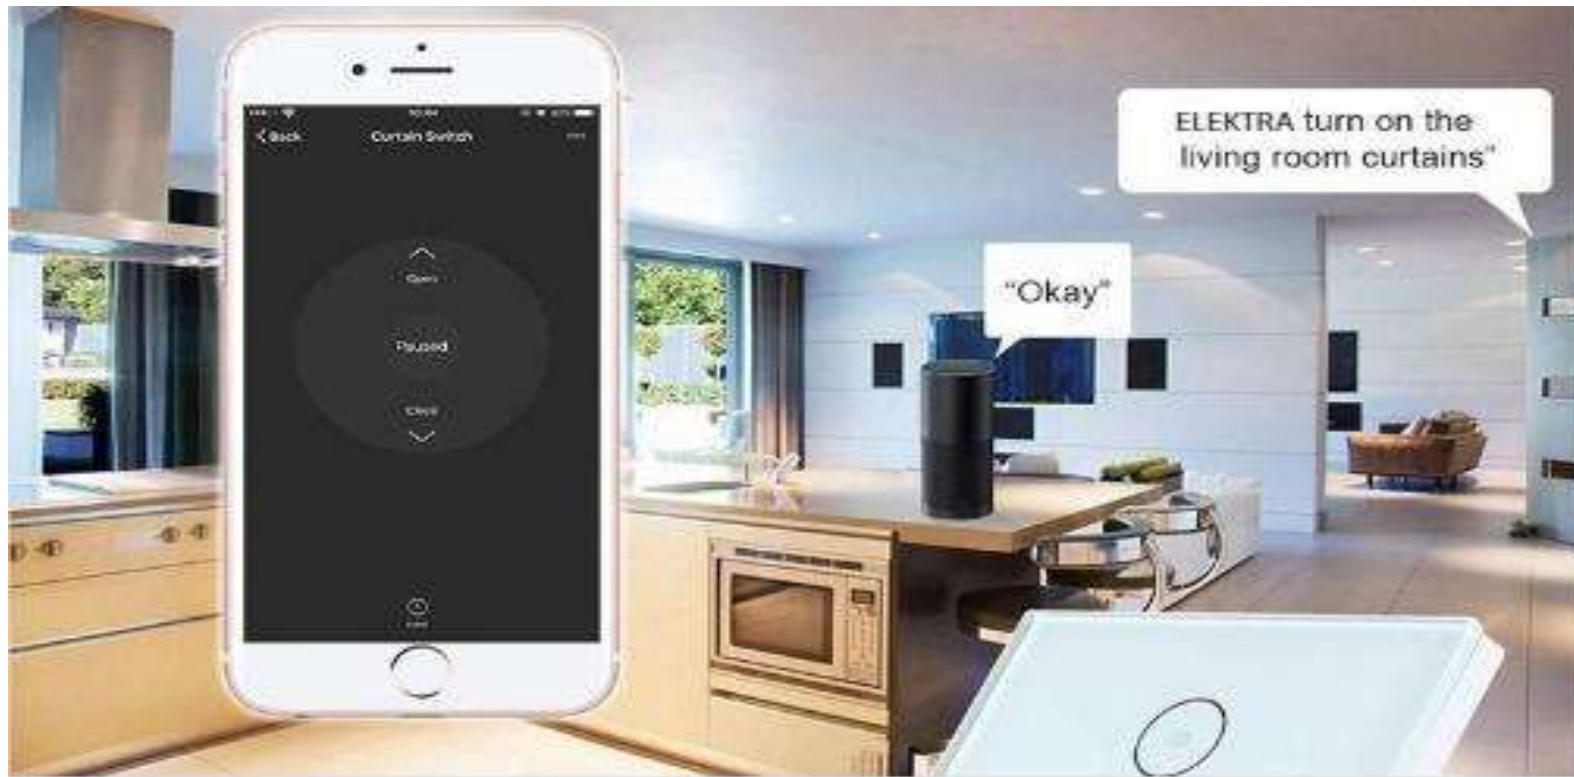 Back
Curtain Switch
Open
Paused
Close
ELEKTRA turn on the
living room curtains"
"Okay"